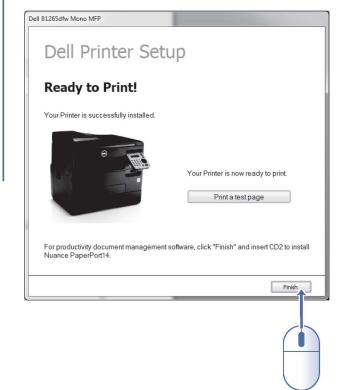 Dell B1265dfw Mono MFP
Dell Printer Setup
Ready to Print!
Your Printer is successfully installed.
Your Printer is now ready to print.
Print a test page
For productivity document management software, click "Finish" and insert CD2 to install
Nuance PaperPort14.
Finish